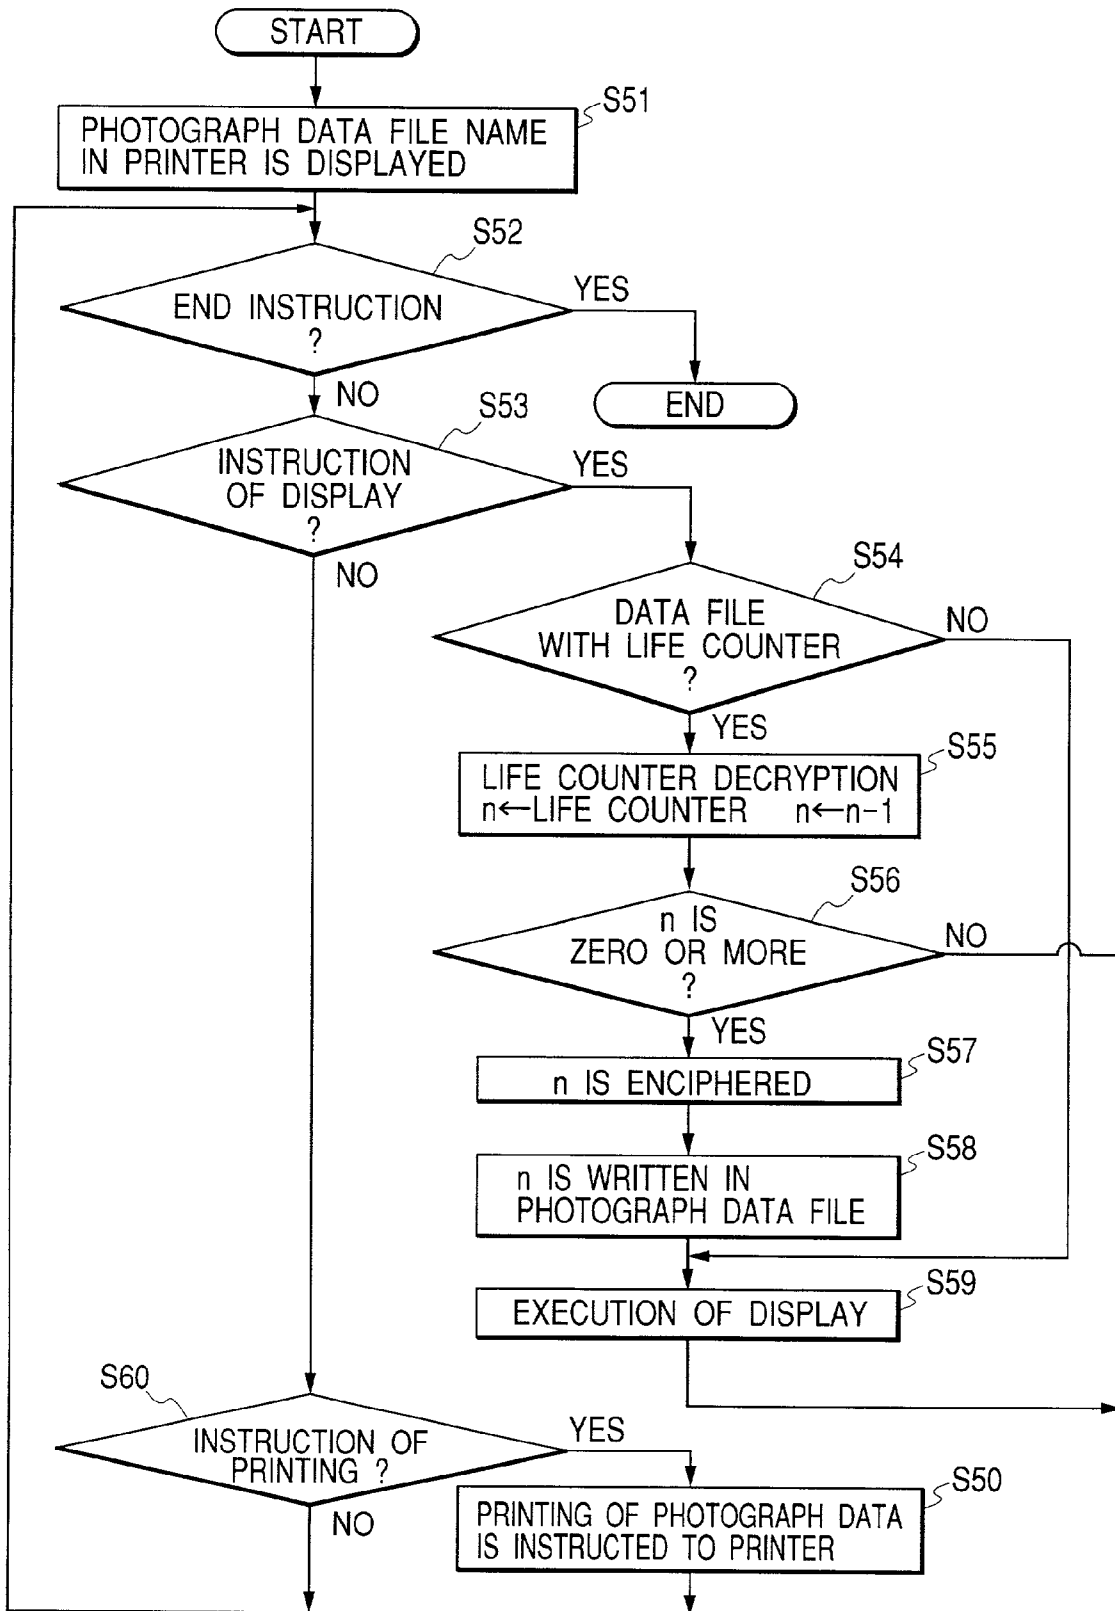 START
S51
PHOTOGRAPH DATA FILE NAME
IN PRINTER IS DISPLAYED
S52
END INSTRUCTION
?
YES
NO
END
S53
INSTRUCTION
OF DISPLAY
?
YES
NO
S54
DATA FILE
WITH LIFE COUNTER
?
NO
YES
S55
LIFE COUNTER DECRYPTION
n←LIFE COUNTER n←n-1
S56
n IS
ZERO OR MORE
?
NO
YES
S57
n IS ENCIPHERED
S58
n IS WRITTEN IN
PHOTOGRAPH DATA FILE
S59
EXECUTION OF DISPLAY
S60
INSTRUCTION OF
PRINTING ?
YES
NO
S50
PRINTING OF PHOTOGRAPH DATA
IS INSTRUCTED TO PRINTER